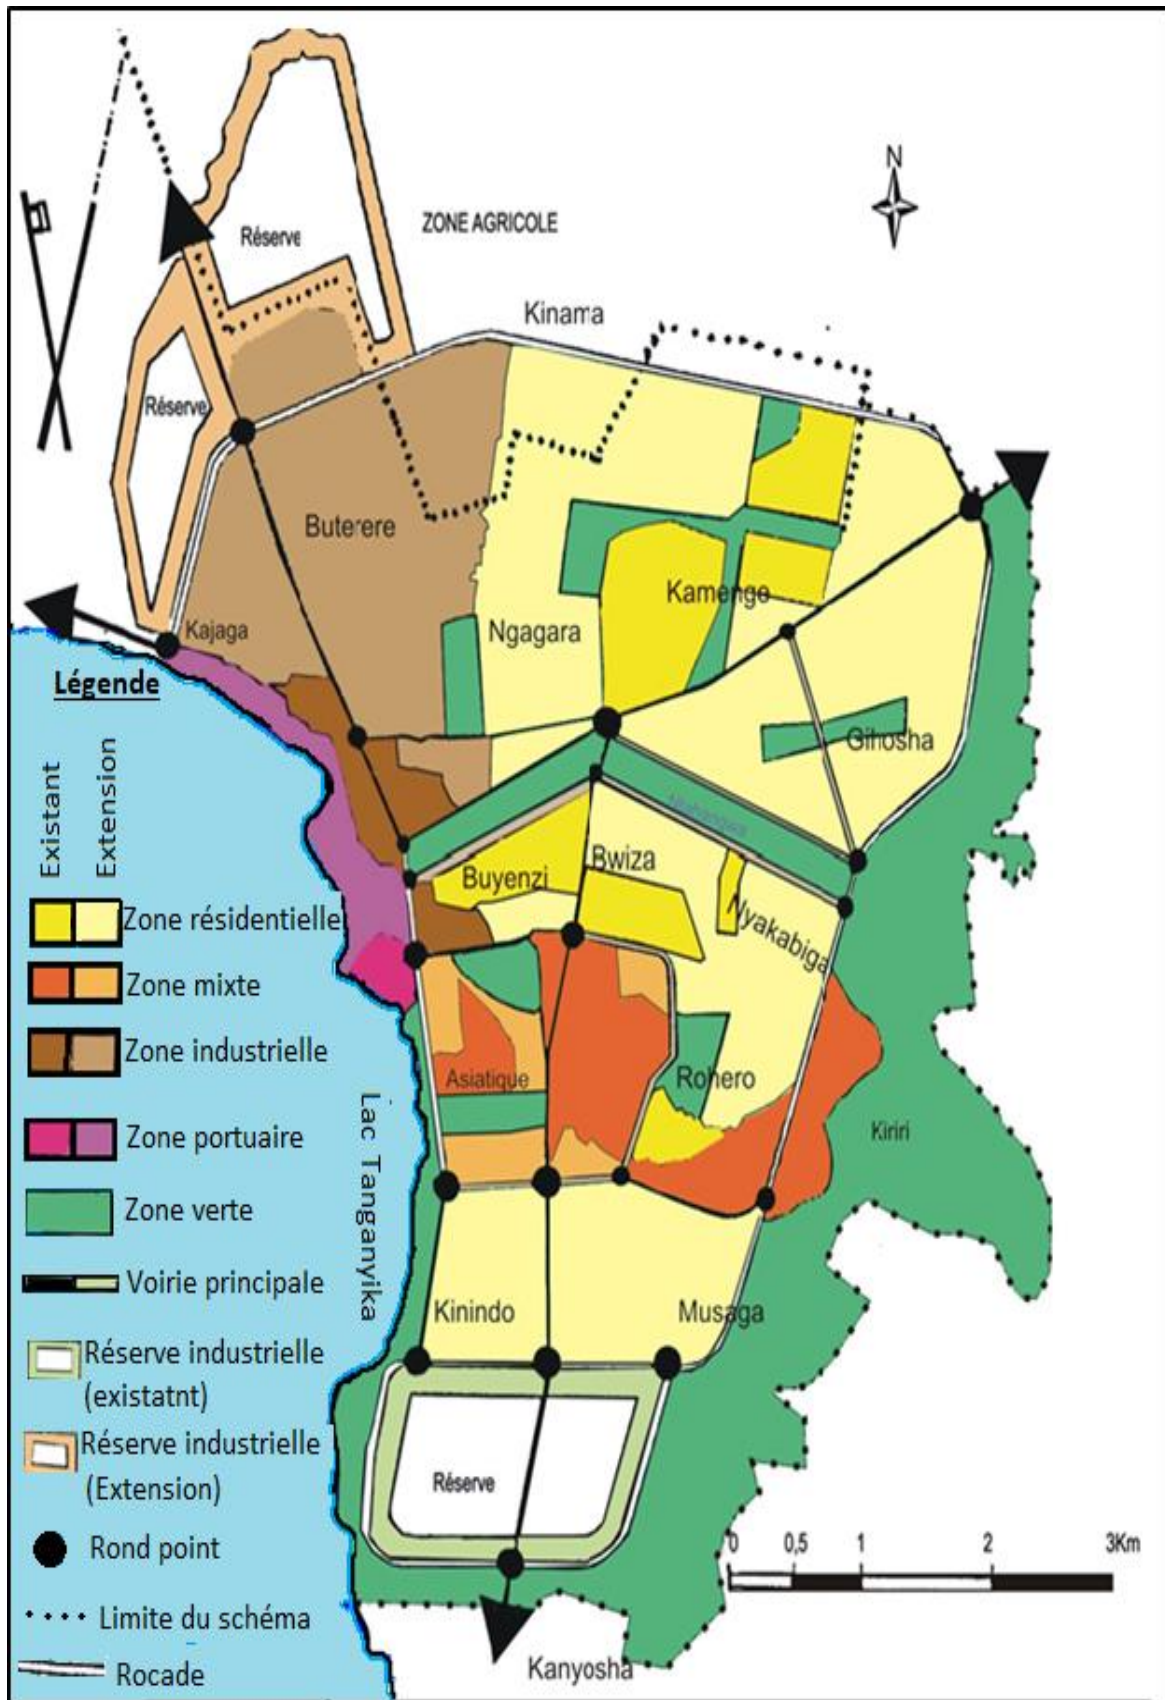 N
ZONE AGRICOLE
Réserve
Kinama
Réserve
Buterere
Kamenge
Ngagara
Kajaga
Gihosha
Bwiza
Buyenzi
Nyakabiga
Asiatique
Rohero
Kiriri
Kinindo
Musaga
Réserve
Kanyosha
Lac Tanganyika
0 0,5 1 2 3Km
Légende
Existant
Extension
Zone résidentielle
Zone mixte
Zone industrielle
Zone portuaire
Zone verte
Voirie principale
Réserve industrielle
(existatnt)
Réserve industrielle
(Extension)
Rond point
Limite du schéma
Rocade